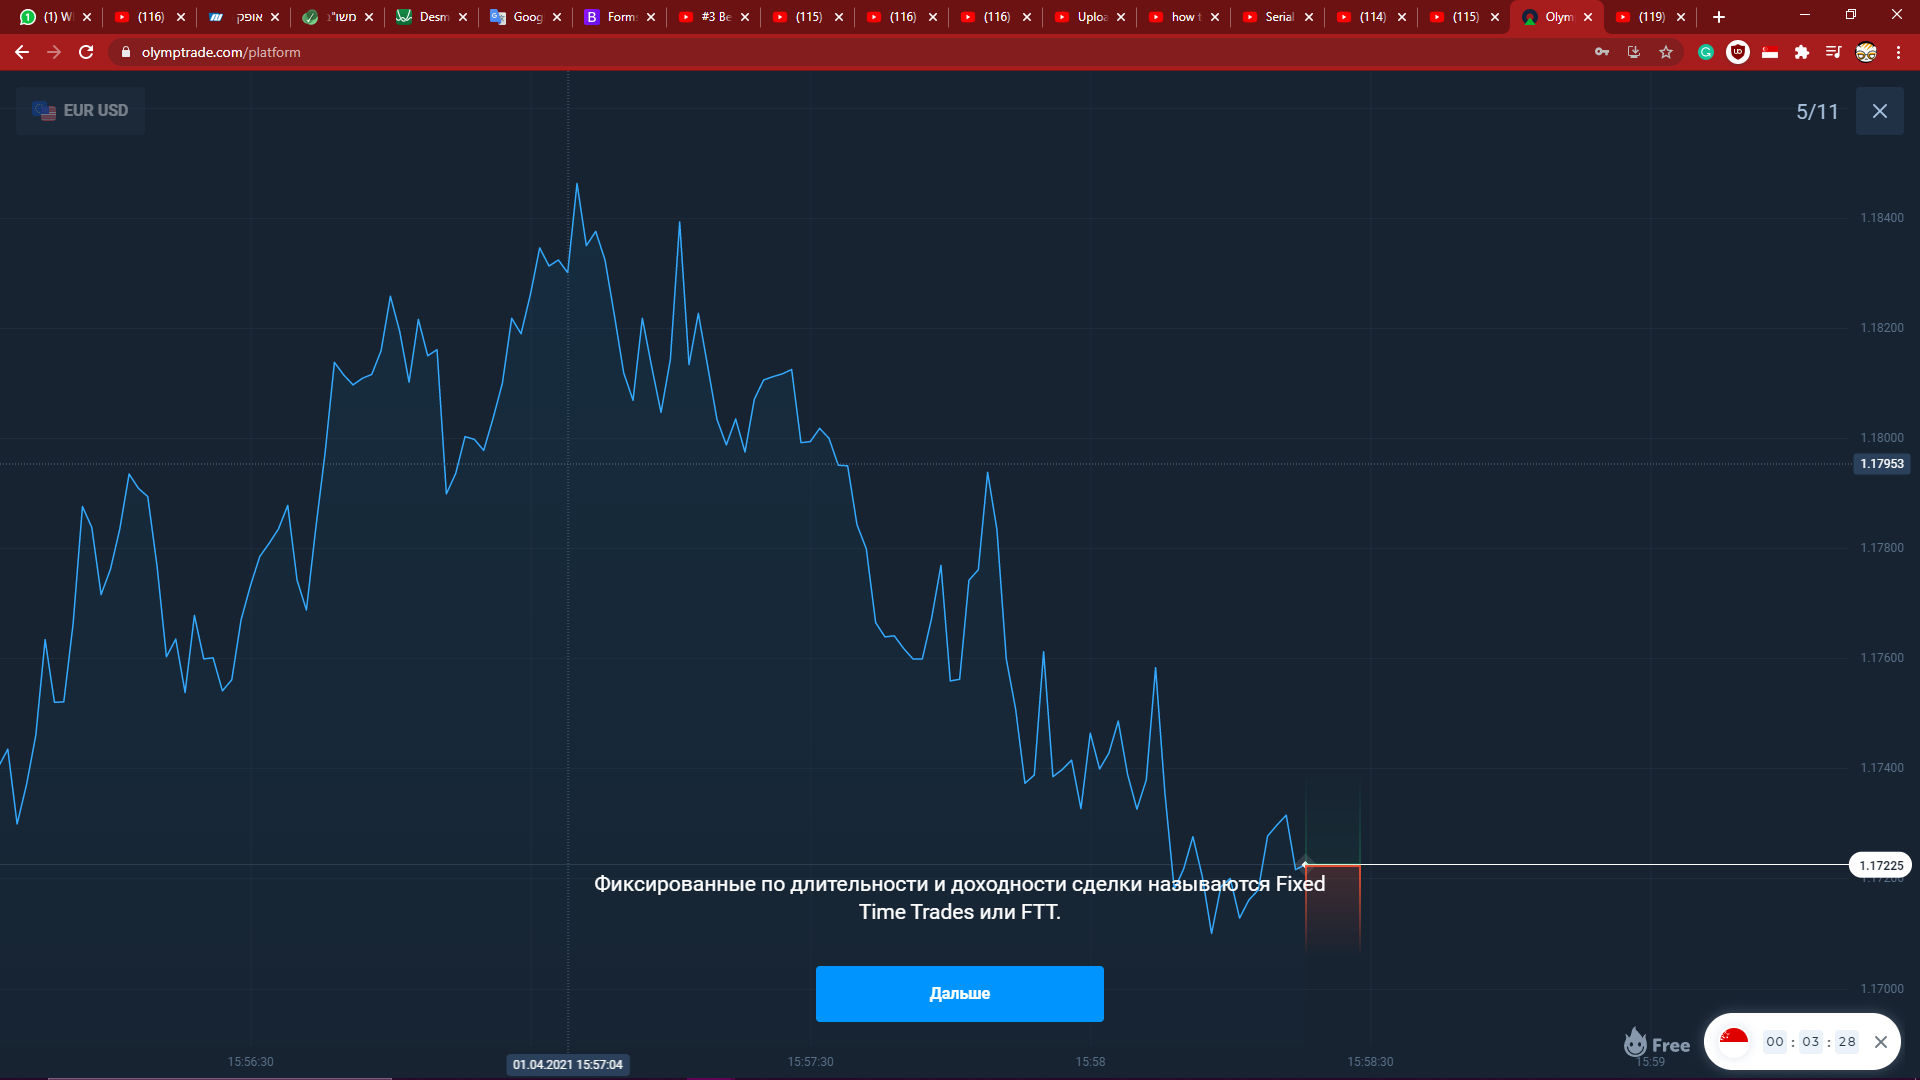 (1) W
(116)
אופק
משו"ב
Desm
Goog
Form
#3 Be
(115)
(116)
(116)
Uploa
how t
Serial
(114)
(115)
Olym
(119)
olymptrade.com/platform
EUR USD
5/11
1.18400
1.18200
1.18000
1.17953
1.17800
1.17600
1.17400
1.17225
Фиксированные по длительности и доходности сделки называются Fixed
Time Trades или FTT.
Дальше
1.17000
Free
00 : 03 : 28
15:56:30
01.04.2021 15:57:04
15:57:30
15:58
15:58:30
15:59